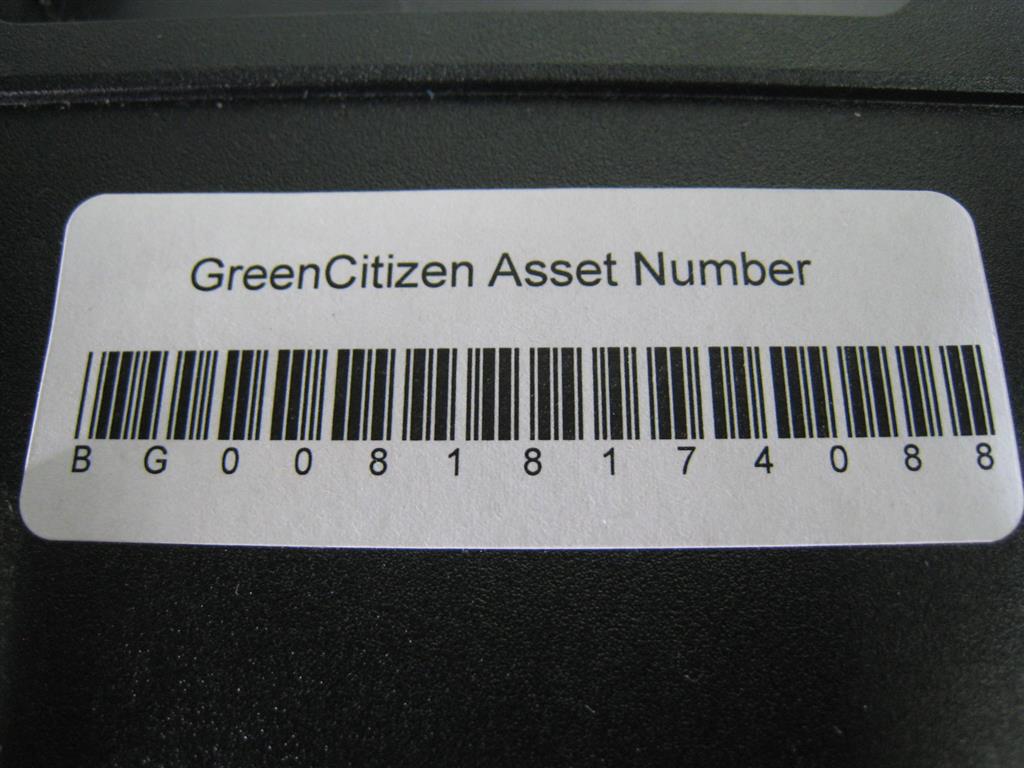 GreenCitizen Asset Number
B G 0 0 8 1 8 1 7 4 0 8 8